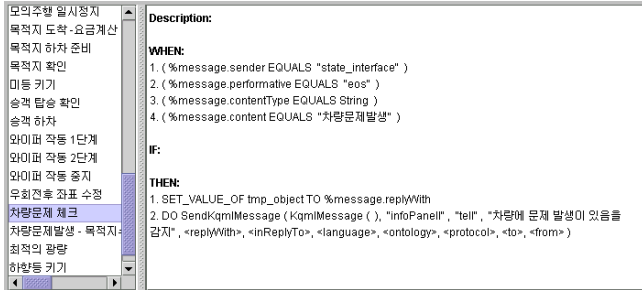 모의주행 일시정지
목적지 도착 -요금계산
목적지 하차 준비
목적지 확인
미등 키기
승객 탑승 확인
승객 하차
와이퍼 작동 1단계
와이퍼 작동 2단계
와이퍼 작동 중지
우회전후 좌표 수정
차량문제 체크
차량문제발생 - 목적지
최적의 광량
하향등 키기
Description:
WHEN:
1. ( %message.sender EQUALS "state_interface" )
2. ( %message.performative EQUALS "eos" )
3. ( %message.contentType EQUALS String )
4. ( %message.content EQUALS "차량문제발생" )
IF:
THEN:
1. SET_VALUE_OF tmp_object TO %message.replyWith
2. DO SendKqmlMessage ( KqmlMessage ( ), "infoPanell", "tell" , "차량에 문제 발생이 있음을
감지" , <replyWith>, <inReplyTo>, <language>, <ontology>, <protocol>, <to>, <from> )